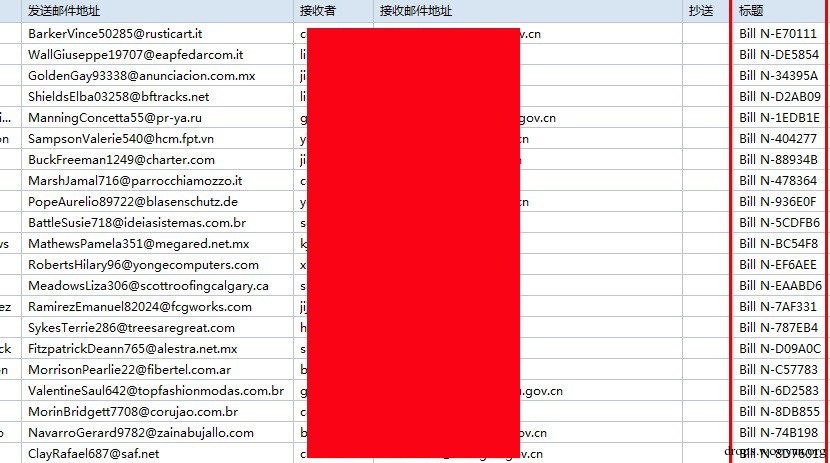 发送邮件地址 接收者 接收邮件地址 抄送 标题
BarkerVince50285@rusticart.it c v.cn Bill N-E70111
WallGiuseppe19707@eapfedarcom.it li Bill N-DE5854
GoldenGay93338@anunciacion.com.mx ji Bill N-34395A
ShieldsElba03258@bftracks.net li Bill N-D2AB09
i... ManningConcetta55@pr-ya.ru g gov.cn Bill N-1EDB1E
on SampsonValerie540@hcm.fpt.vn y cn Bill N-404277
BuckFreeman1249@charter.com ji Bill N-88934B
MarshJamal716@parrocchiamozzo.it c Bill N-478364
PopeAurelio89722@blasenschutz.de y cn Bill N-936E0F
BattleSusie718@ideiasistemas.com.br s Bill N-5CDFB6
ws MathewsPamela351@megared.net.mx k Bill N-BC54F8
RobertsHilary96@yongecomputers.com x Bill N-EF6AEE
MeadowsLiza306@scottroofingcalgary.ca s Bill N-EAABD6
ez RamirezEmanuel82024@fcgworks.com jij Bill N-7AF331
SykesTerrie286@treesaregreat.com h Bill N-787EB4
ck FitzpatrickDeann765@alestra.net.mx s Bill N-D09A0C
on MorrisonPearlie22@fibertel.com.ar b Bill N-C57783
ValentineSaul642@topfashionmodas.com.br g .gov.cn Bill N-6D2583
MorinBridgett7708@corujao.com.br c Bill N-8DB855
o NavarroGerard9782@zainabujallo.com b ov.cn Bill N-74B198
ClayRafael687@saf.net gov.cn Bill